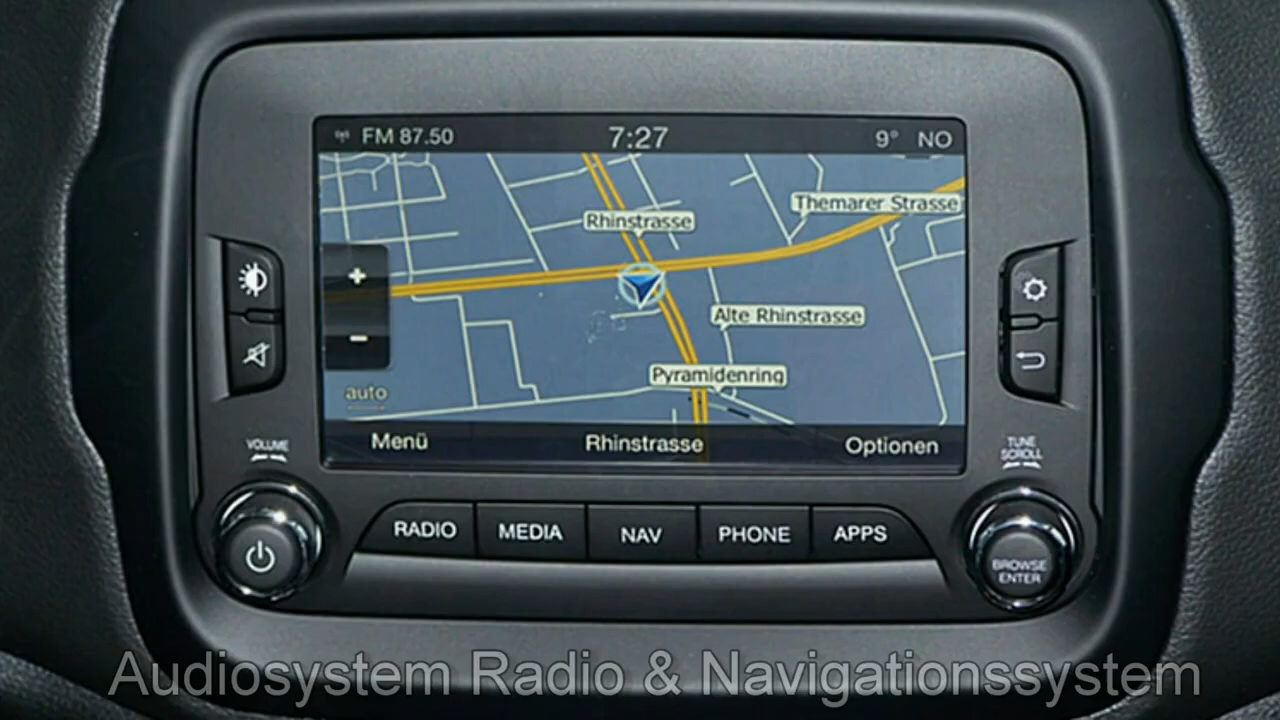 FM 87.50 7:27 9° NO
Themarer Strasse
Rhinstrasse
+
Alte Rhinstrasse
−
Pyramidenring
auto
Menü Rhinstrasse Optionen
VOLUME
TUNE
SCROLL
RADIO MEDIA NAV PHONE APPS
BROWSE
ENTER
Audiosystem Radio & Navigationssystem